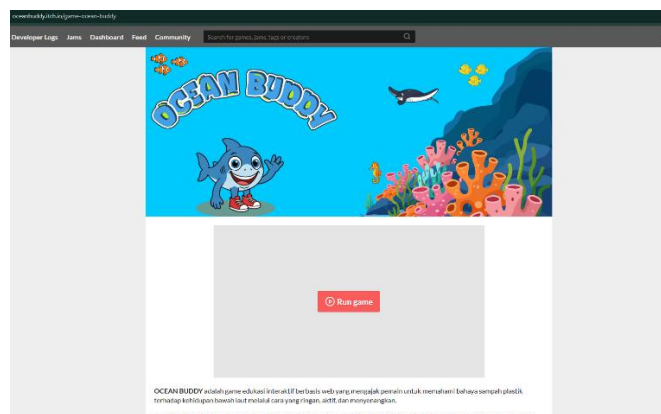 oceanbuddy.itch.io/game-ocean-buddy
Developer Logs Jams Dashboard Feed Community Search for games, jams, tags or creators
OCEAN BUDDY
Run game
OCEAN BUDDY adalah game edukasi interaktif berbasis web yang mengajak pemain untuk memahami bahaya sampah plastik
terhadap kehidupan bawah laut melalui cara yang ringan, aktif, dan menyenangkan.